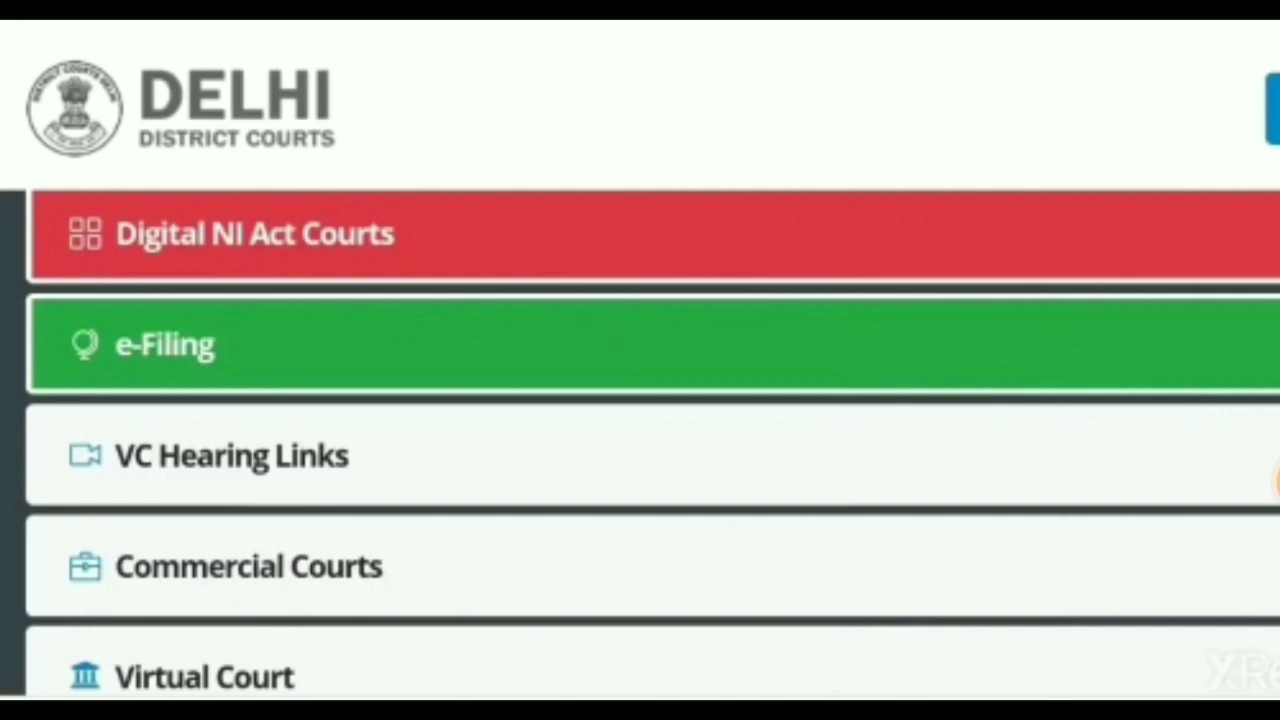 DELHI
DISTRICT COURTS
Digital NI Act Courts
e-Filing
VC Hearing Links
Commercial Courts
Virtual Court